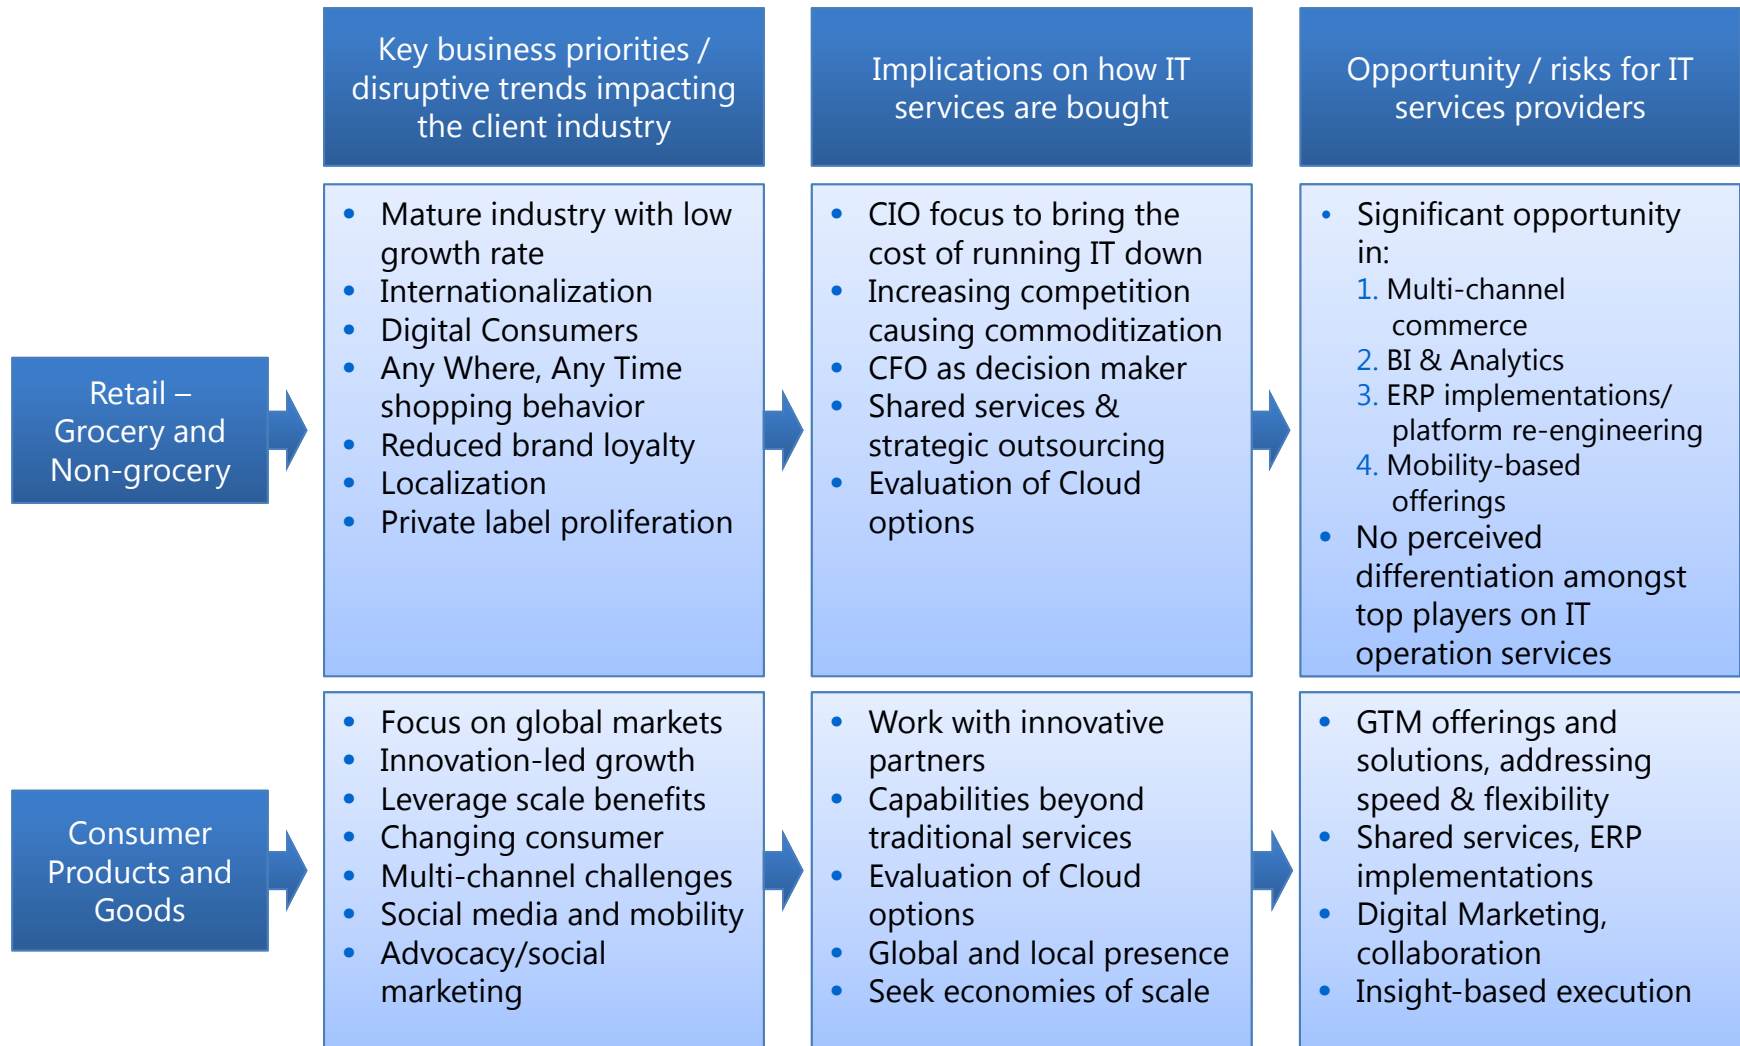 Key business priorities /
disruptive trends impacting
the client industry
Implications on how IT
services are bought
Opportunity / risks for IT
services providers
Retail –
Grocery and
Non-grocery
• Mature industry with low
growth rate
• Internationalization
• Digital Consumers
• Any Where, Any Time
shopping behavior
• Reduced brand loyalty
• Localization
• Private label proliferation
• CIO focus to bring the
cost of running IT down
• Increasing competition
causing commoditization
• CFO as decision maker
• Shared services &
strategic outsourcing
• Evaluation of Cloud
options
• Significant opportunity
in:
1. Multi-channel
commerce
2. BI & Analytics
3. ERP implementations/
platform re-engineering
4. Mobility-based
offerings
• No perceived
differentiation amongst
top players on IT
operation services
Consumer
Products and
Goods
• Focus on global markets
• Innovation-led growth
• Leverage scale benefits
• Changing consumer
• Multi-channel challenges
• Social media and mobility
• Advocacy/social
marketing
• Work with innovative
partners
• Capabilities beyond
traditional services
• Evaluation of Cloud
options
• Global and local presence
• Seek economies of scale
• GTM offerings and
solutions, addressing
speed & flexibility
• Shared services, ERP
implementations
• Digital Marketing,
collaboration
• Insight-based execution